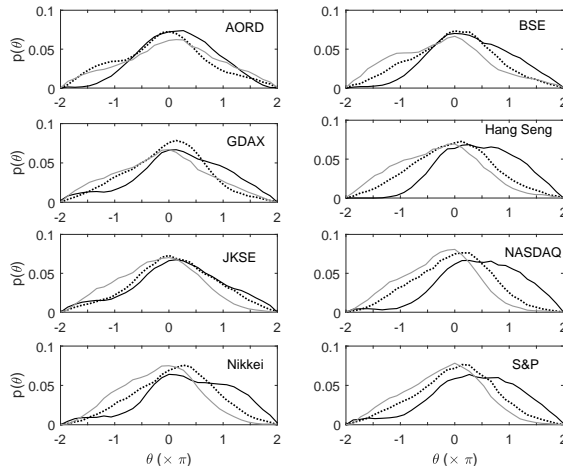 0.1 AORD
0.05
0
-2 -1 0 1 2
p(θ)
0.1 BSE
0.05
0
-2 -1 0 1 2
0.1 GDAX
0.05
0
-2 -1 0 1 2
p(θ)
0.1 Hang Seng
0.05
0
-2 -1 0 1 2
0.1 JKSE
0.05
0
-2 -1 0 1 2
p(θ)
0.1 NASDAQ
0.05
0
-2 -1 0 1 2
0.1
0.05 Nikkei
0
-2 -1 0 1 2
p(θ)
θ (× π)
0.1 S&P
0.05
0
-2 -1 0 1 2
θ (× π)